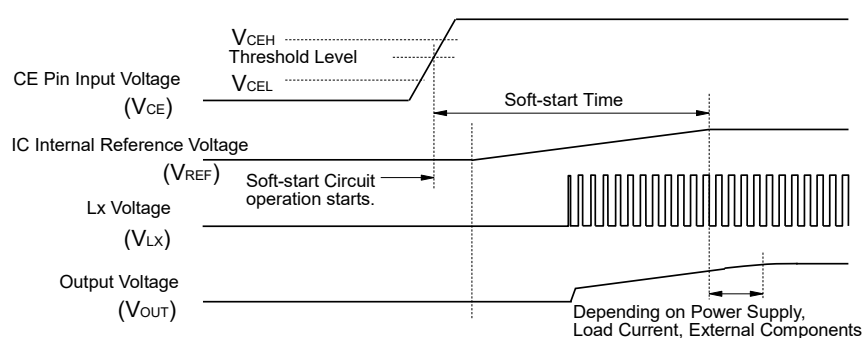 VCEH
Threshold Level
VCEL
CE Pin Input Voltage
(VCE)
Soft-start Time
IC Internal Reference Voltage
(VREF)
Soft-start Circuit
operation starts.
Lx Voltage
(VLX)
Output Voltage
(VOUT)
Depending on Power Supply,
Load Current, External Components